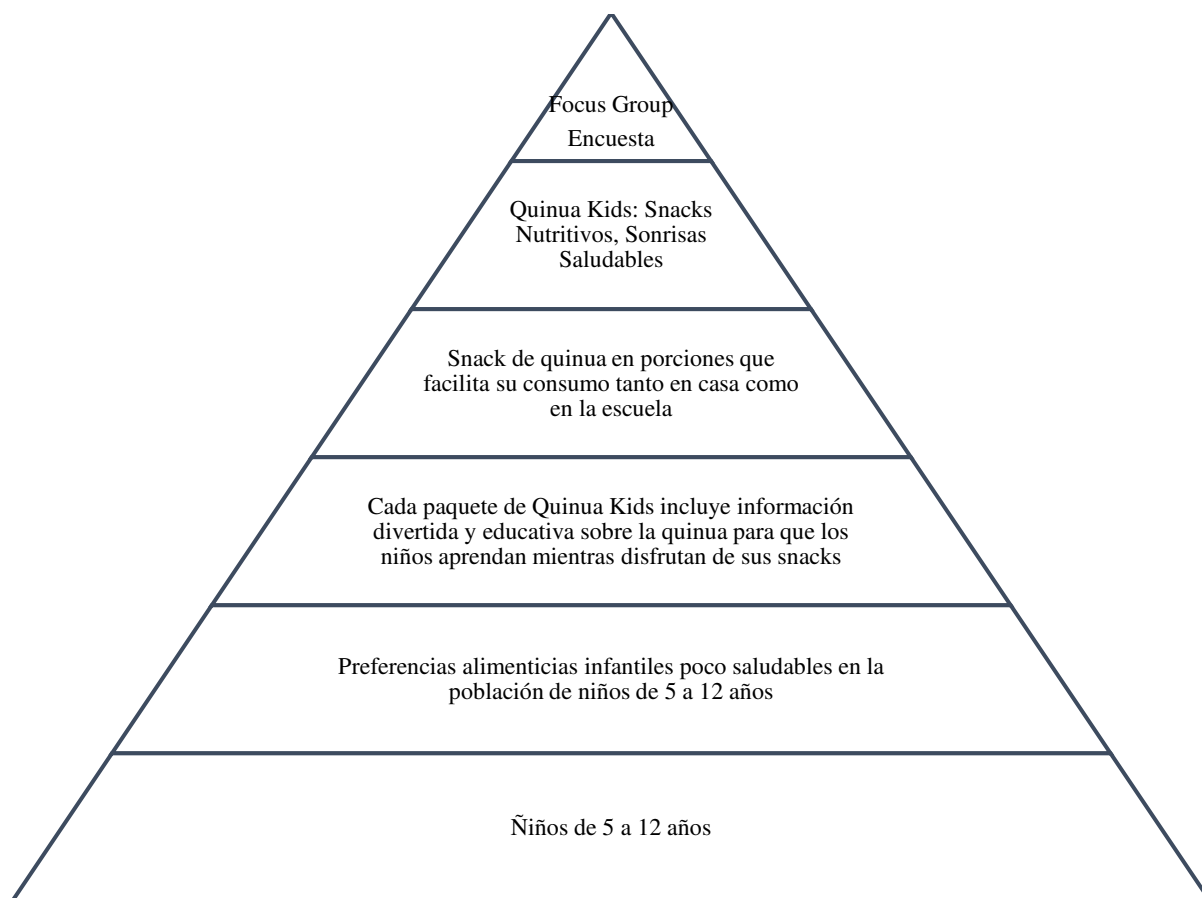 Focus Group
Encuesta
Quinua Kids: Snacks
Nutritivos, Sonrisas
Saludables
Snack de quinua en porciones que
facilita su consumo tanto en casa como
en la escuela
Cada paquete de Quinua Kids incluye información
divertida y educativa sobre la quinua para que los
niños aprendan mientras disfrutan de sus snacks
Preferencias alimenticias infantiles poco saludables en la
población de niños de 5 a 12 años
Ñiños de 5 a 12 años